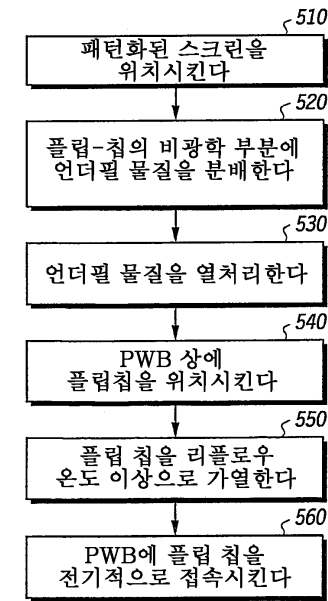 510
패턴화된 스크린을
위치시킨다
520
플립-칩의 비광학 부분에
언더필 물질을 분배한다
530
언더필 물질을 열처리한다
540
PWB 상에
플립칩을 위치시킨다
550
플립 칩을 리플로우
온도 이상으로 가열한다
560
PWB에 플립 칩을
전기적으로 접속시킨다